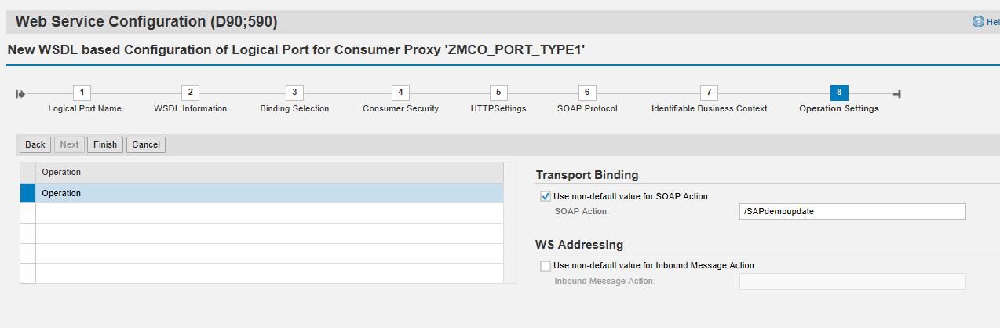 Web Service Configuration (D90;590)
? Hel
New WSDL based Configuration of Logical Port for Consumer Proxy 'ZMCO_PORT_TYPE1'
1 2 3 4 5 6 7 8
Logical Port Name WSDL Information Binding Selection Consumer Security HTTPSettings SOAP Protocol Identifiable Business Context Operation Settings
Back Next Finish Cancel
Operation
Operation
Transport Binding
Use non-default value for SOAP Action
SOAP Action: /SAPdemoupdate
WS Addressing
Use non-default value for Inbound Message Action
Inbound Message Action: